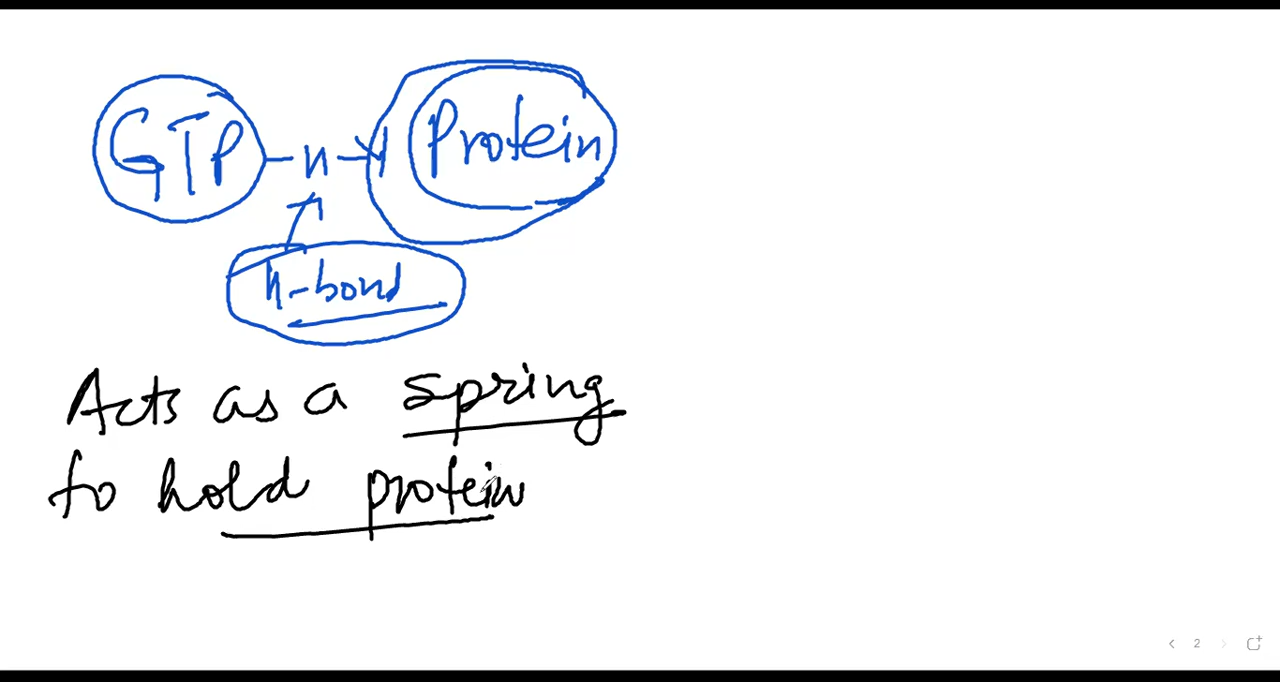 GTP - H - Protein
H-bond
Acts as a spring
to hold protein
2